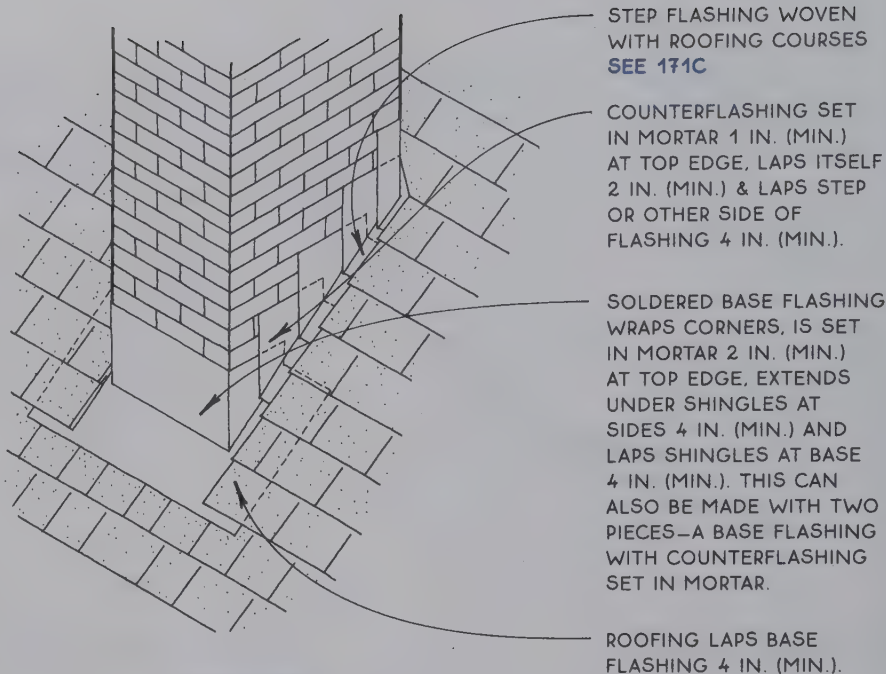 STEP FLASHING WOVEN
WITH ROOFING COURSES
SEE 171C
COUNTERFLASHING SET
IN MORTAR 1 IN. (MIN.)
AT TOP EDGE, LAPS ITSELF
2 IN. (MIN.) & LAPS STEP
OR OTHER SIDE OF
FLASHING 4 IN. (MIN.).
SOLDERED BASE FLASHING
WRAPS CORNERS, IS SET
IN MORTAR 2 IN. (MIN.)
AT TOP EDGE, EXTENDS
UNDER SHINGLES AT
SIDES 4 IN. (MIN.) AND
LAPS SHINGLES AT BASE
4 IN. (MIN.). THIS CAN
ALSO BE MADE WITH TWO
PIECES–A BASE FLASHING
WITH COUNTERFLASHING
SET IN MORTAR.
ROOFING LAPS BASE
FLASHING 4 IN. (MIN.).